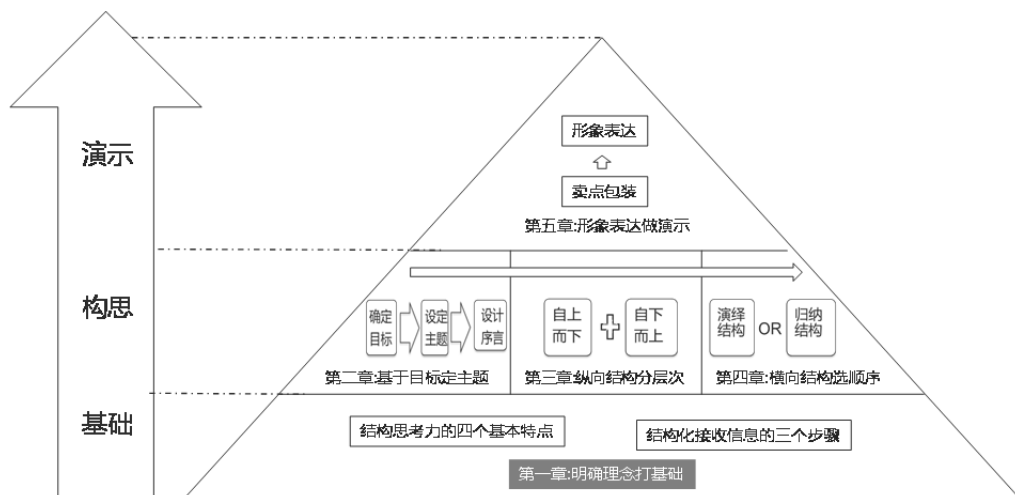 演示
形象表达
卖点包装
第五章:形象表达做演示
构思
确定
目标
设定
主题
设计
序言
第二章:基于目标定主题
自上
而下
自下
而上
第三章:纵向结构分层次
演绎
结构
OR
归纳
结构
第四章:横向结构选顺序
基础
结构思考力的四个基本特点
结构化接收信息的三个步骤
第一章:明确理念打基础